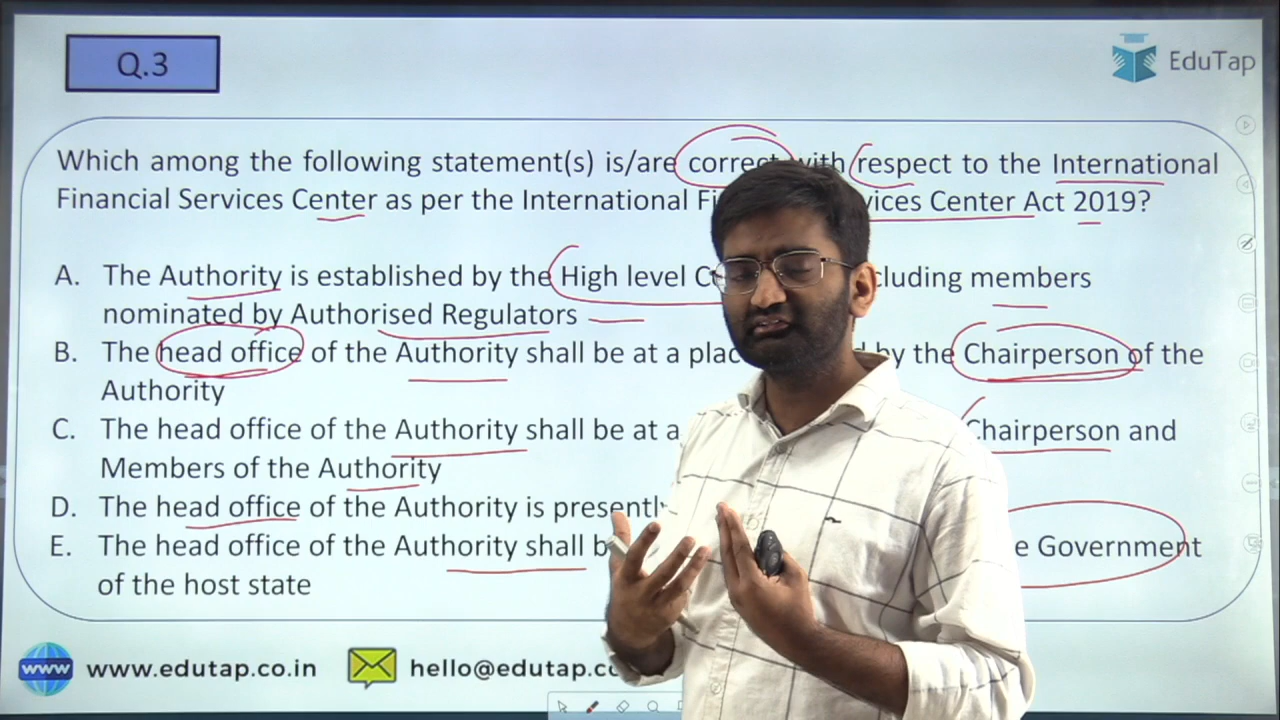 Q.3
EduTap
Which among the following statement(s) is/are correct with respect to the International
Financial Services Center as per the International Services Center Act 2019?
A. The Authority is established by the High level including members
nominated by Authorised Regulators
B. The head office of the Authority shall be at a place by the Chairperson of the
Authority
C. The head office of the Authority shall be at a Chairperson and
Members of the Authority
D. The head office of the Authority is presently
E. The head office of the Authority shall Government
of the host state
www
www.edutap.co.in
hello@edutap.co